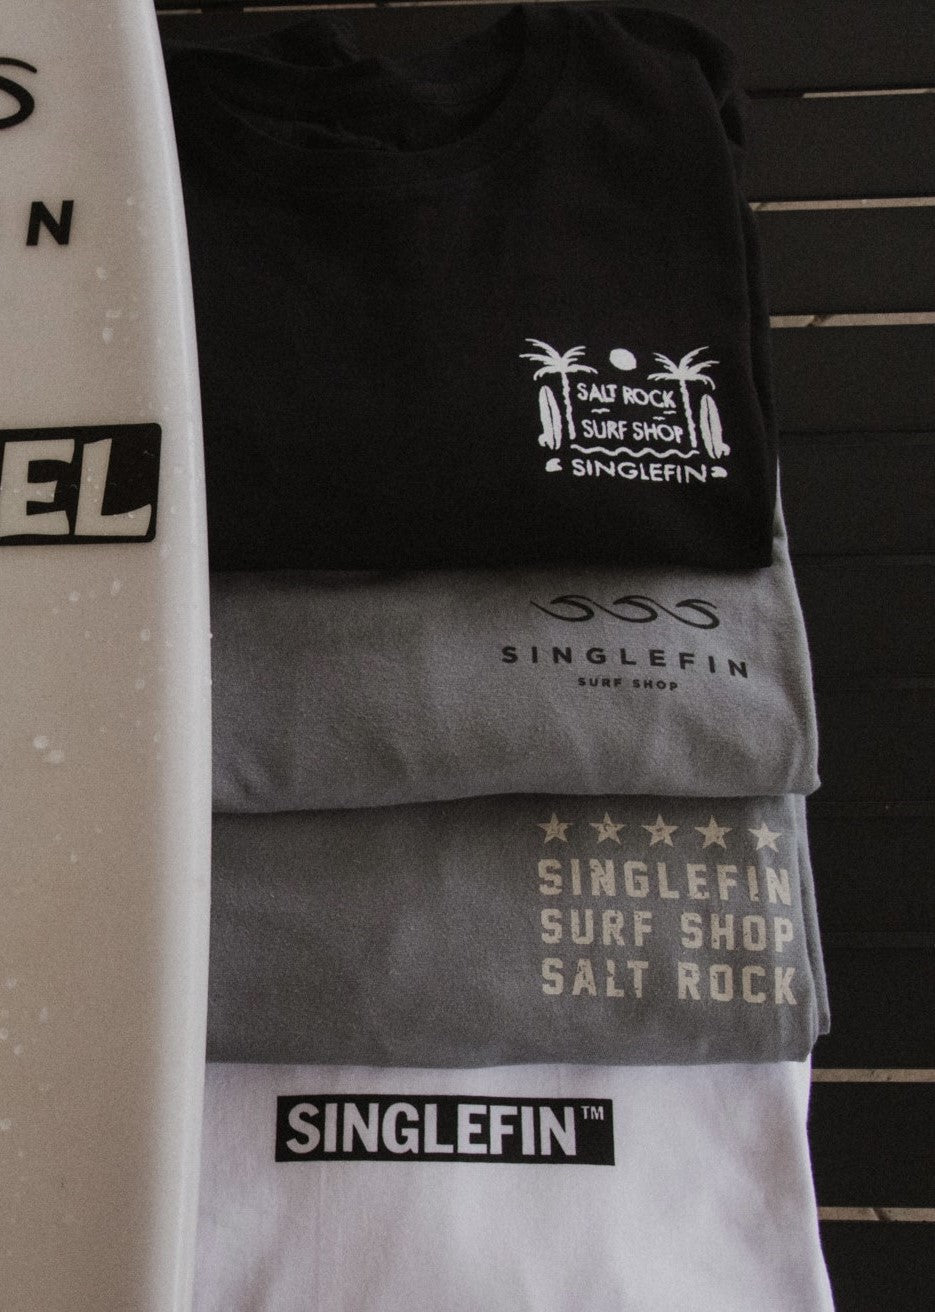 N
EL
SALT ROCK
SURF SHOP
SINGLEFIN
SINGLEFIN
SURF SHOP
SINGLEFIN
SURF SHOP
SALT ROCK
SINGLEFIN™